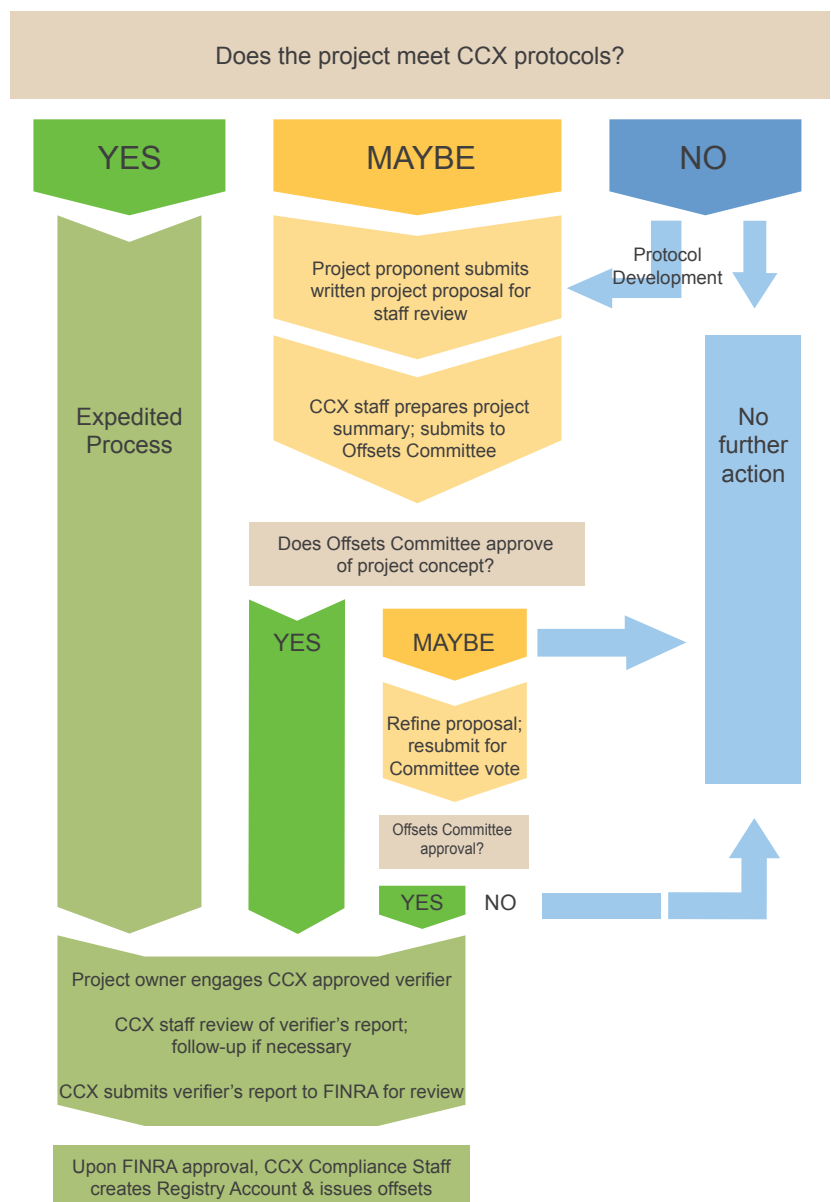 Does the project meet CCX protocols?
YES
MAYBE
NO
Protocol
Development
Project proponent submits
written project proposal for
staff review
CCX staff prepares project
summary; submits to
Offsets Committee
Expedited
Process
No
further
action
Does Offsets Committee approve
of project concept?
YES
MAYBE
Refine proposal;
resubmit for
Committee vote
Offsets Committee
approval?
YES
NO
Project owner engages CCX approved verifier
CCX staff review of verifier’s report;
follow-up if necessary
CCX submits verifier’s report to FINRA for review
Upon FINRA approval, CCX Compliance Staff
creates Registry Account & issues offsets